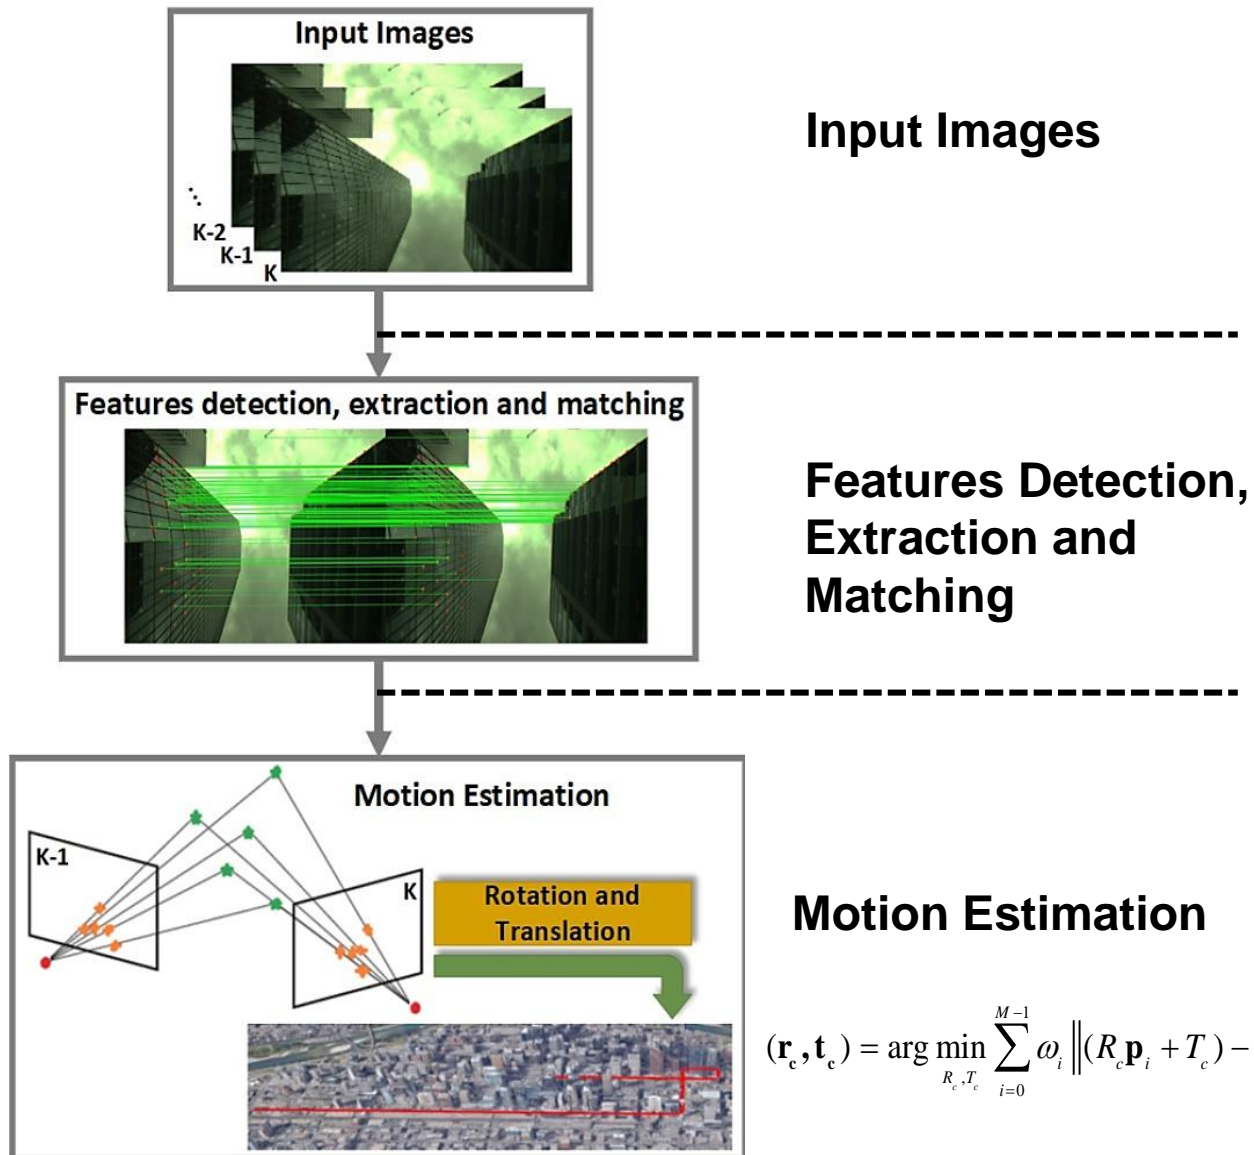 Input Images
K-2
K-1
K
Input Images
Features detection, extraction and matching
Features Detection,
Extraction and
Matching
Motion Estimation
K-1
K
Rotation and
Translation
Motion Estimation
(r_c, t_c) = arg min_{R_c, T_c} \sum_{i=0}^{M-1} ω_i ‖(R_c p_i + T_c) −